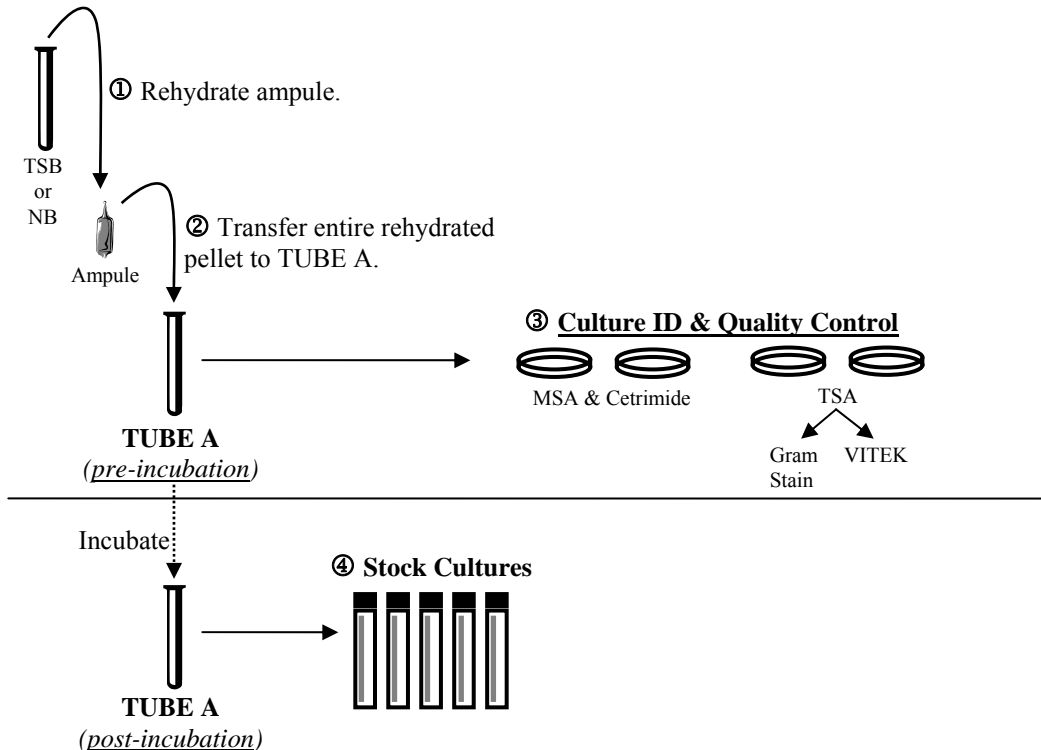 ① Rehydrate ampule.
TSB
or
NB
Ampule
② Transfer entire rehydrated
pellet to TUBE A.
③ Culture ID & Quality Control
MSA & Cetrimide
TSA
Gram
Stain
VITEK
TUBE A
(pre-incubation)
Incubate
④ Stock Cultures
TUBE A
(post-incubation)